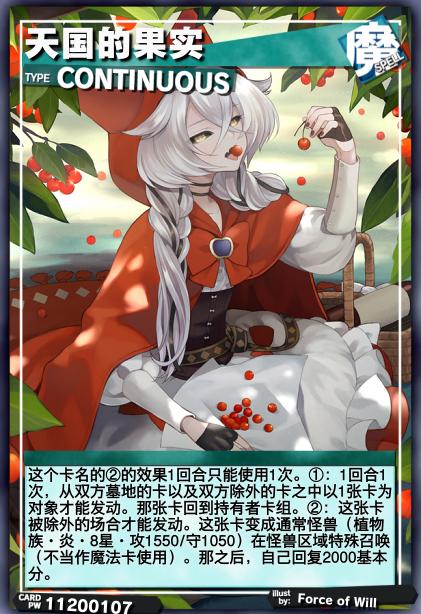 天国的果实
魔
SPELL
TYPE CONTINUOUS
这个卡名的②的效果1回合只能使用1次。①：1回合1
次，从双方墓地的卡以及双方除外的卡之中以1张卡为
对象才能发动。那张卡回到持有者卡组。②：这张卡
被除外的场合才能发动。这张卡变成通常怪兽（植物
族・炎・8星・攻1550/守1050）在怪兽区域特殊召唤
（不当作魔法卡使用）。那之后，自己回复2000基本
分。
CARD PW 11200107
illust by: Force of Will